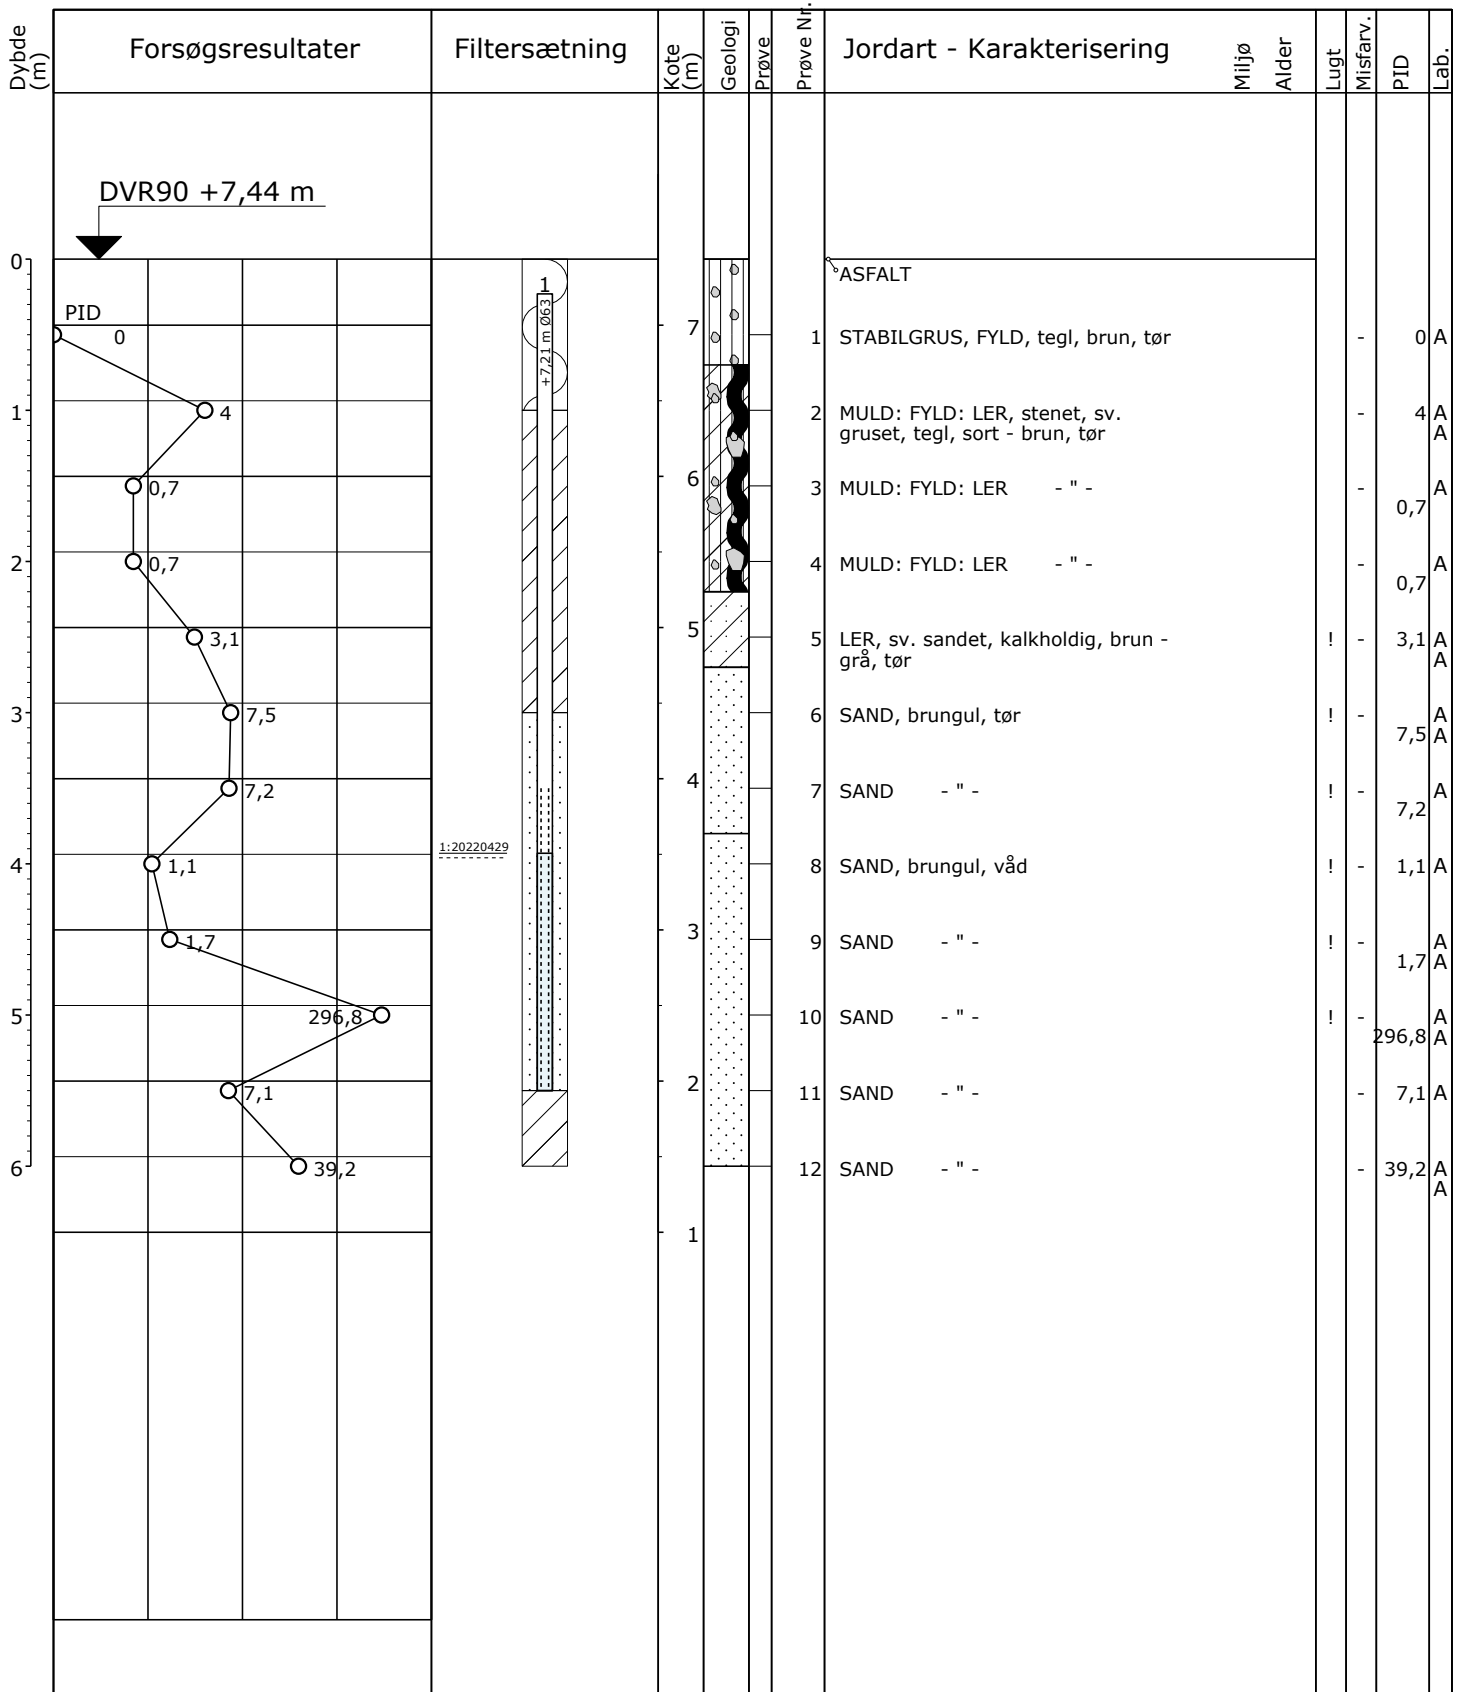 Dybde (m)
Forsøgsresultater
Filtersætning
Kote (m)
Geologi
Prøve
Prøve Nr.
Jordart - Karakterisering
Miljø
Alder
Lugt
Misfarv.
PID
Lab.
DVR90 +7,44 m
0
1
ASFALT
+7,21 m Ø63
PID
7
0
1
STABILGRUS, FYLD, tegl, brun, tør
-
0
A
1
4
2
MULD: FYLD: LER, stenet, sv.
-
4
A
gruset, tegl, sort - brun, tør
A
6
0,7
3
MULD: FYLD: LER - " -
-
A
0,7
2
0,7
4
MULD: FYLD: LER - " -
-
A
0,7
5
3,1
5
LER, sv. sandet, kalkholdig, brun -
!
-
3,1
A
grå, tør
A
3
7,5
6
SAND, brungul, tør
!
-
A
7,5
A
4
7,2
7
SAND - " -
!
-
A
7,2
1:20220429
4
1,1
8
SAND, brungul, våd
!
-
1,1
A
3
1,7
9
SAND - " -
!
-
A
1,7
A
5
296,8
10
SAND - " -
!
-
A
296,8
A
2
7,1
11
SAND - " -
-
7,1
A
6
39,2
12
SAND - " -
-
39,2
A
A
1